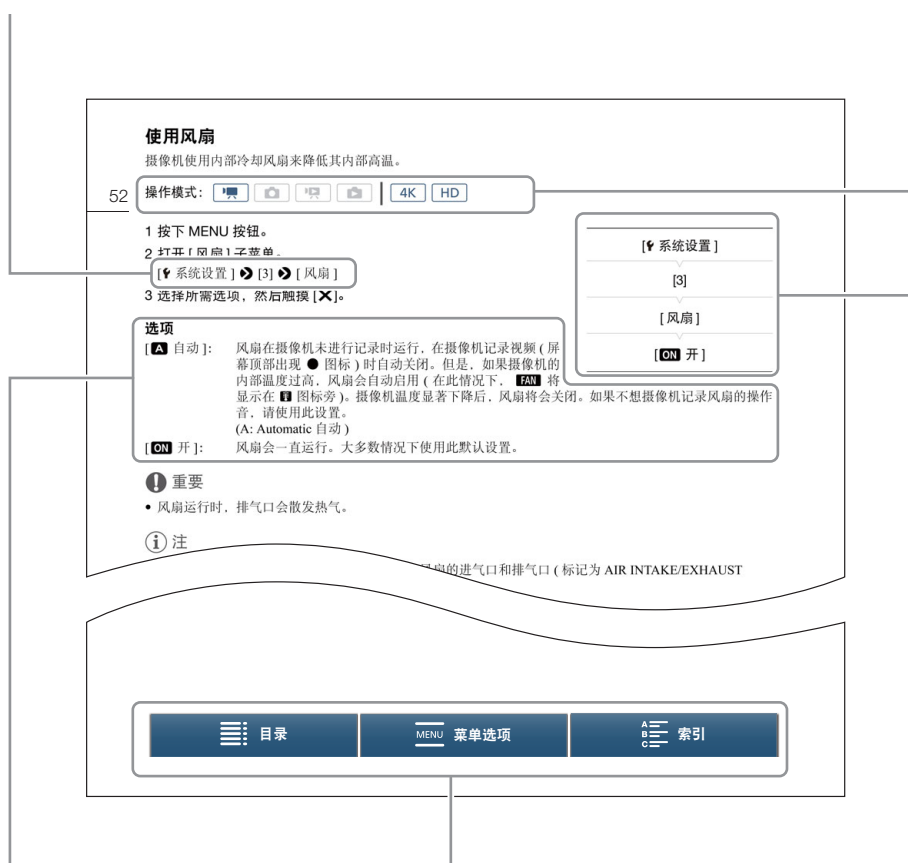 使用风扇
摄像机使用内部冷却风扇来降低其内部高温。
52
操作模式: 4K HD
1 按下 MENU 按钮。
2 打开 [ 风扇 ] 子菜单。
[ 系统设置 ] [3] [ 风扇 ]
3 选择所需选项，然后触摸 [X]。
[ 系统设置 ]
[3]
[ 风扇 ]
[ON 开 ]
选项
[A 自动 ]: 风扇在摄像机未进行记录时运行，在摄像机记录视频 ( 屏
幕顶部出现 ● 图标 ) 时自动关闭。但是，如果摄像机的
内部温度过高，风扇会自动启用 ( 在此情况下， FAN 将
显示在 图标旁 )。摄像机温度显著下降后，风扇将会关闭。如果不想摄像机记录风扇的操作
音，请使用此设置。
(A: Automatic 自动 )
[ON 开 ]: 风扇会一直运行。大多数情况下使用此默认设置。
重要
• 风扇运行时，排气口会散发热气。
注
的进气口和排气口 ( 标记为 AIR INTAKE/EXHAUST
目录
MENU 菜单选项
A B C 索引